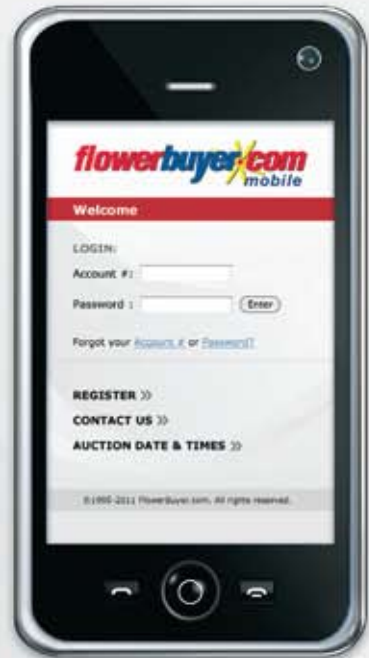 flowerbuyer.com
mobile
Welcome
LOGIN:
Account #:
Password : Enter
Forgot your Account # or Password?
REGISTER >>
CONTACT US >>
AUCTION DATE & TIMES >>
©1995-2011 FlowerBuyer.com. All rights reserved.